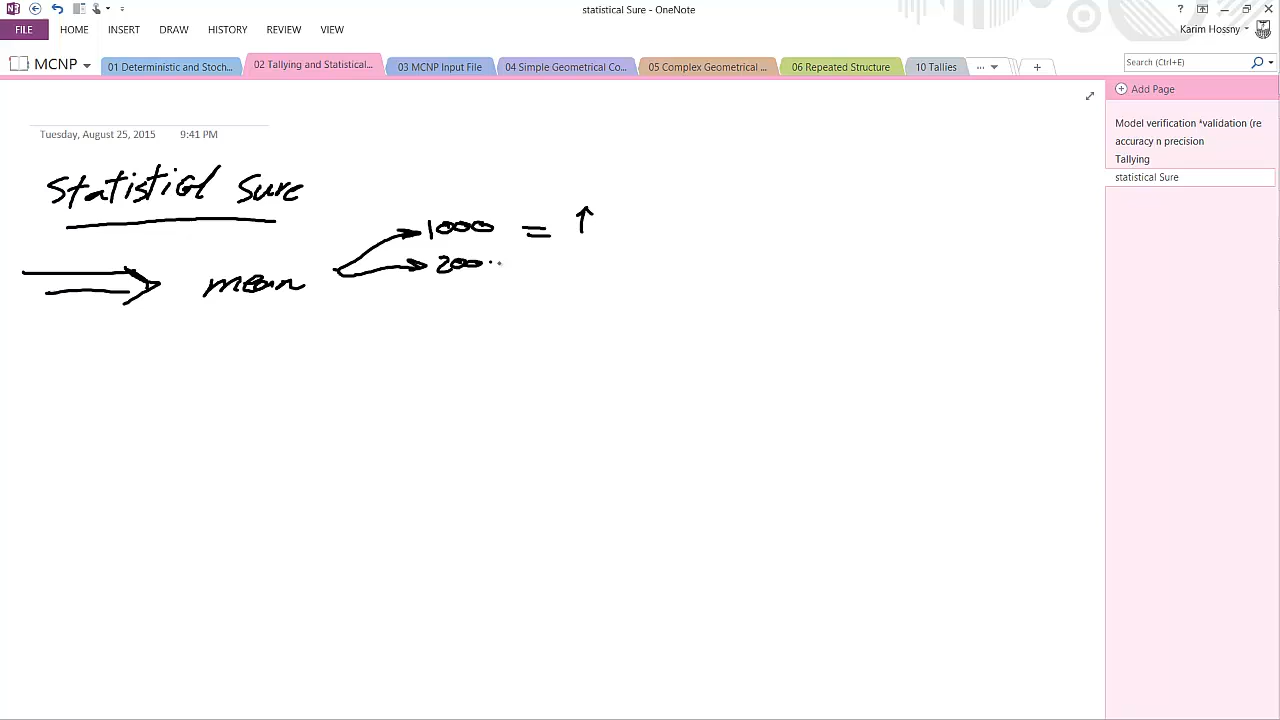 statistical Sure - OneNote
FILE HOME INSERT DRAW HISTORY REVIEW VIEW
Karim Hossny
MCNP
01 Deterministic and Stoch...
02 Tallying and Statistical...
03 MCNP Input File
04 Simple Geometrical Co...
05 Complex Geometrical ...
06 Repeated Structure
10 Tallies
...
Search (Ctrl+E)
Add Page
Model verification *validation (re
accuracy n precision
Tallying
statistical Sure
Tuesday, August 25, 2015 9:41 PM
Statistical Sure
1000 = ↑
mean
200